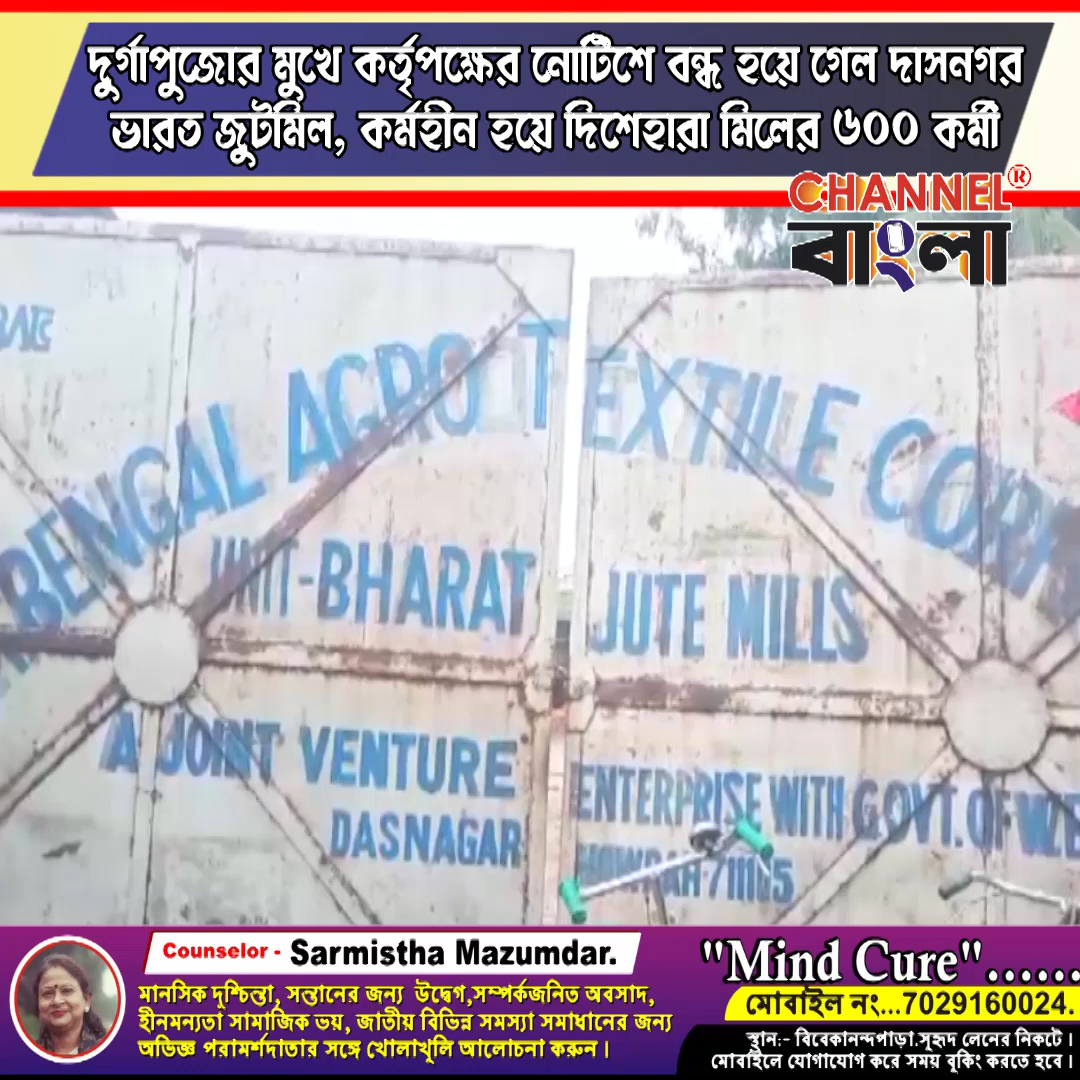 দুর্গাপুজোর মুখে কর্তৃপক্ষের নোটিশে বন্ধ হয়ে গেল দাসনগর
ভারত জুটমিল, কর্মহীন হয়ে দিশেহারা মিলের ৬০০ কর্মী
CHANNEL®
বাংলা
BENGAL AGRO TEXTILE
UNIT-BHARAT JUTE MILLS
A JOINT VENTURE ENTERPRISE WITH GOVT. OF W.B
DASNAGAR HOWRAH-711105
Counselor - Sarmistha Mazumdar.
মানসিক দুশ্চিন্তা, সন্তানের জন্য উদ্বেগ,সম্পর্কজনিত অবসাদ,
হীনমন্যতা সামাজিক ভয়, জাতীয় বিভিন্ন সমস্যা সমাধানের জন্য
অভিজ্ঞ পরামর্শদাতার সঙ্গে খোলাখুলি আলোচনা করুন।
"Mind Cure"......
মোবাইল নং...7029160024.
স্থান:- বিবেকানন্দপাড়া.সুহৃদ লেনের নিকটে।
মোবাইলে যোগাযোগ করে সময় বুকিং করতে হবে।